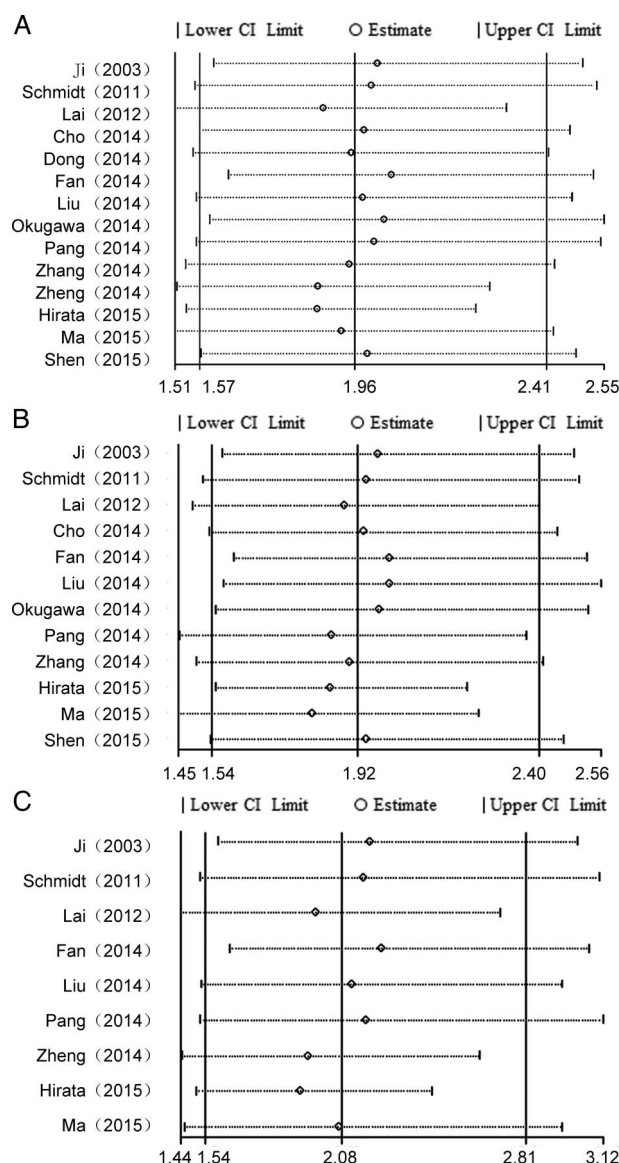 A
| Lower CI Limit ○ Estimate | Upper CI Limit
Ji（2003）
Schmidt（2011）
Lai（2012）
Cho（2014）
Dong（2014）
Fan（2014）
Liu（2014）
Okugawa（2014）
Pang（2014）
Zhang（2014）
Zheng（2014）
Hirata（2015）
Ma（2015）
Shen（2015）
1.51 1.57 1.96 2.41 2.55
B
| Lower CI Limit ○ Estimate | Upper CI Limit
Ji（2003）
Schmidt（2011）
Lai（2012）
Cho（2014）
Fan（2014）
Liu（2014）
Okugawa（2014）
Pang（2014）
Zhang（2014）
Hirata（2015）
Ma（2015）
Shen（2015）
1.45 1.54 1.92 2.40 2.56
C
| Lower CI Limit ○ Estimate | Upper CI Limit
Ji（2003）
Schmidt（2011）
Lai（2012）
Fan（2014）
Liu（2014）
Pang（2014）
Zheng（2014）
Hirata（2015）
Ma（2015）
1.44 1.54 2.08 2.81 3.12